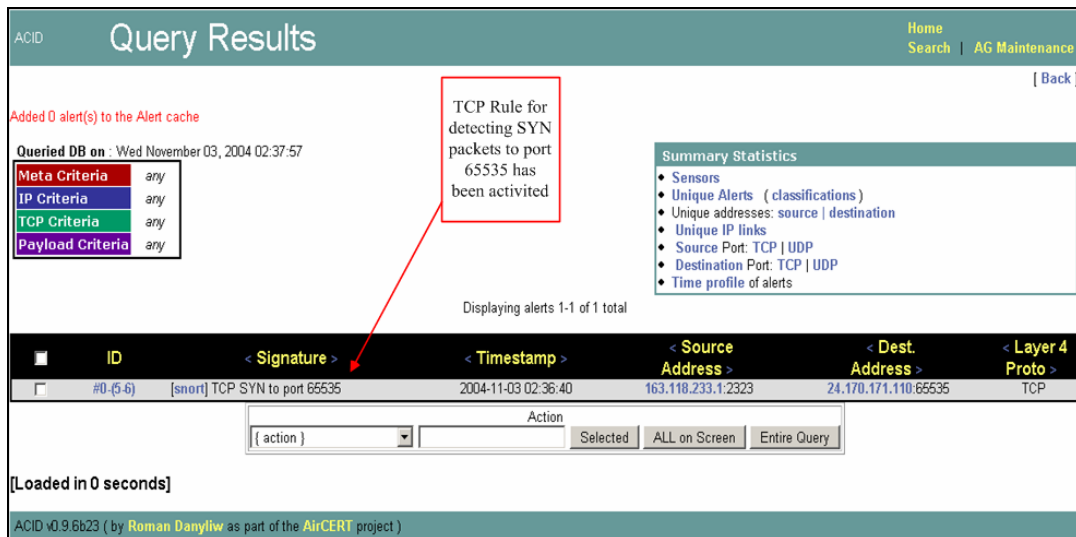 ACID
Query Results
Home
Search | AG Maintenance
[ Back ]
Added 0 alert(s) to the Alert cache
Queried DB on : Wed November 03, 2004 02:37:57
Meta Criteria any
IP Criteria any
TCP Criteria any
Payload Criteria any
TCP Rule for
detecting SYN
packets to port
65535 has
been activited
Summary Statistics
• Sensors
• Unique Alerts ( classifications )
• Unique addresses: source | destination
• Unique IP links
• Source Port: TCP | UDP
• Destination Port: TCP | UDP
• Time profile of alerts
Displaying alerts 1-1 of 1 total
ID < Signature > < Timestamp > < Source Address > < Dest. Address > < Layer 4 Proto >
#0-(5-6) [snort] TCP SYN to port 65535 2004-11-03 02:36:40 163.118.233.1:2323 24.170.171.110:65535 TCP
Action
{ action } Selected ALL on Screen Entire Query
[Loaded in 0 seconds]
ACID v0.9.6b23 ( by Roman Danyliw as part of the AirCERT project )